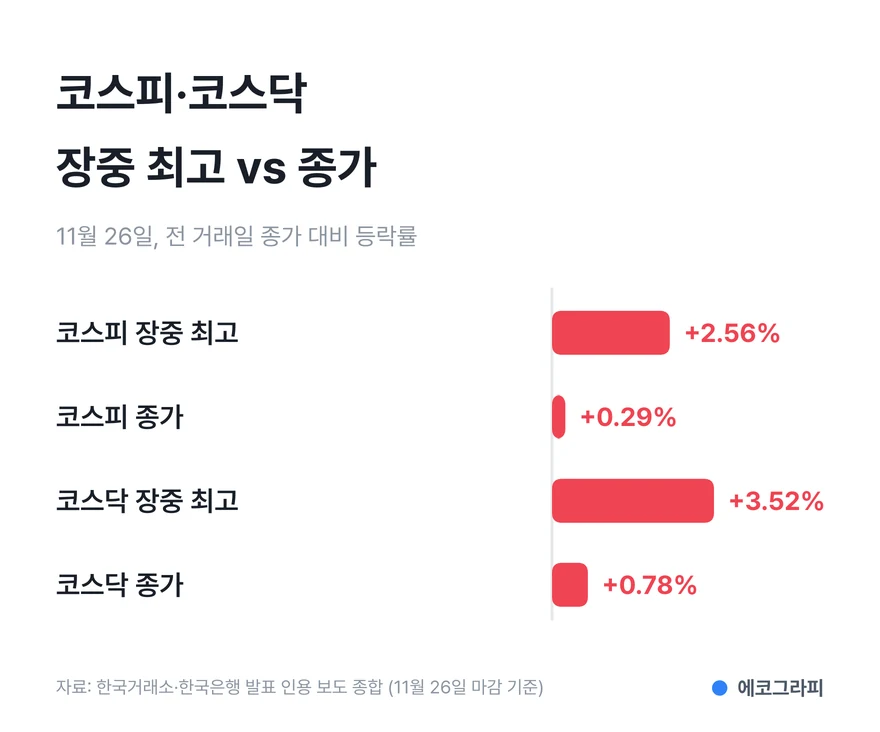 코스피·코스닥
장중 최고 vs 종가
11월 26일, 전 거래일 종가 대비 등락률
코스피 장중 최고 +2.56%
코스피 종가 +0.29%
코스닥 장중 최고 +3.52%
코스닥 종가 +0.78%
자료: 한국거래소·한국은행 발표 인용 보도 종합 (11월 26일 마감 기준)
에코그라피